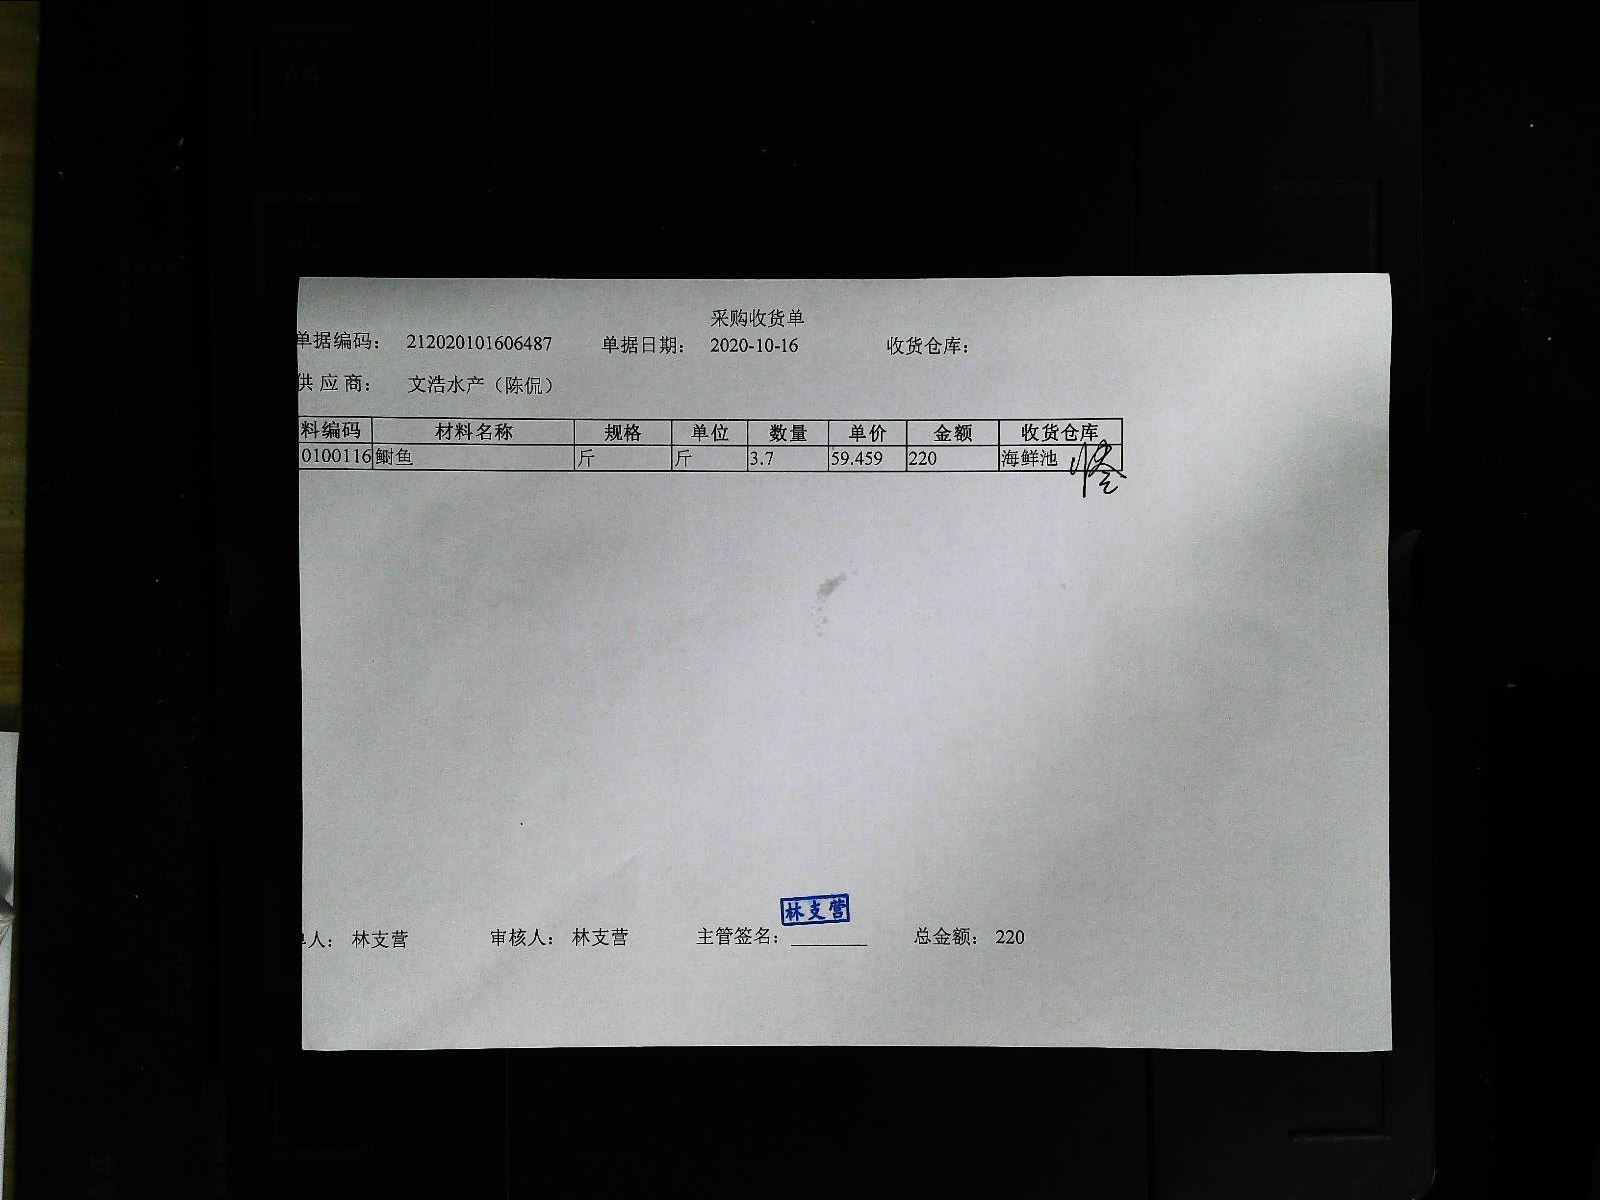 采购收货单
单据编码： 212020101606487 单据日期： 2020-10-16 收货仓库：
供应商： 文浩水产（陈侃）
料编码 材料名称 规格 单位 数量 单价 金额 收货仓库
0100116 鲥鱼 斤 斤 3.7 59.459 220 海鲜池
林支营
人： 林支营 审核人： 林支营 主管签名： 总金额： 220